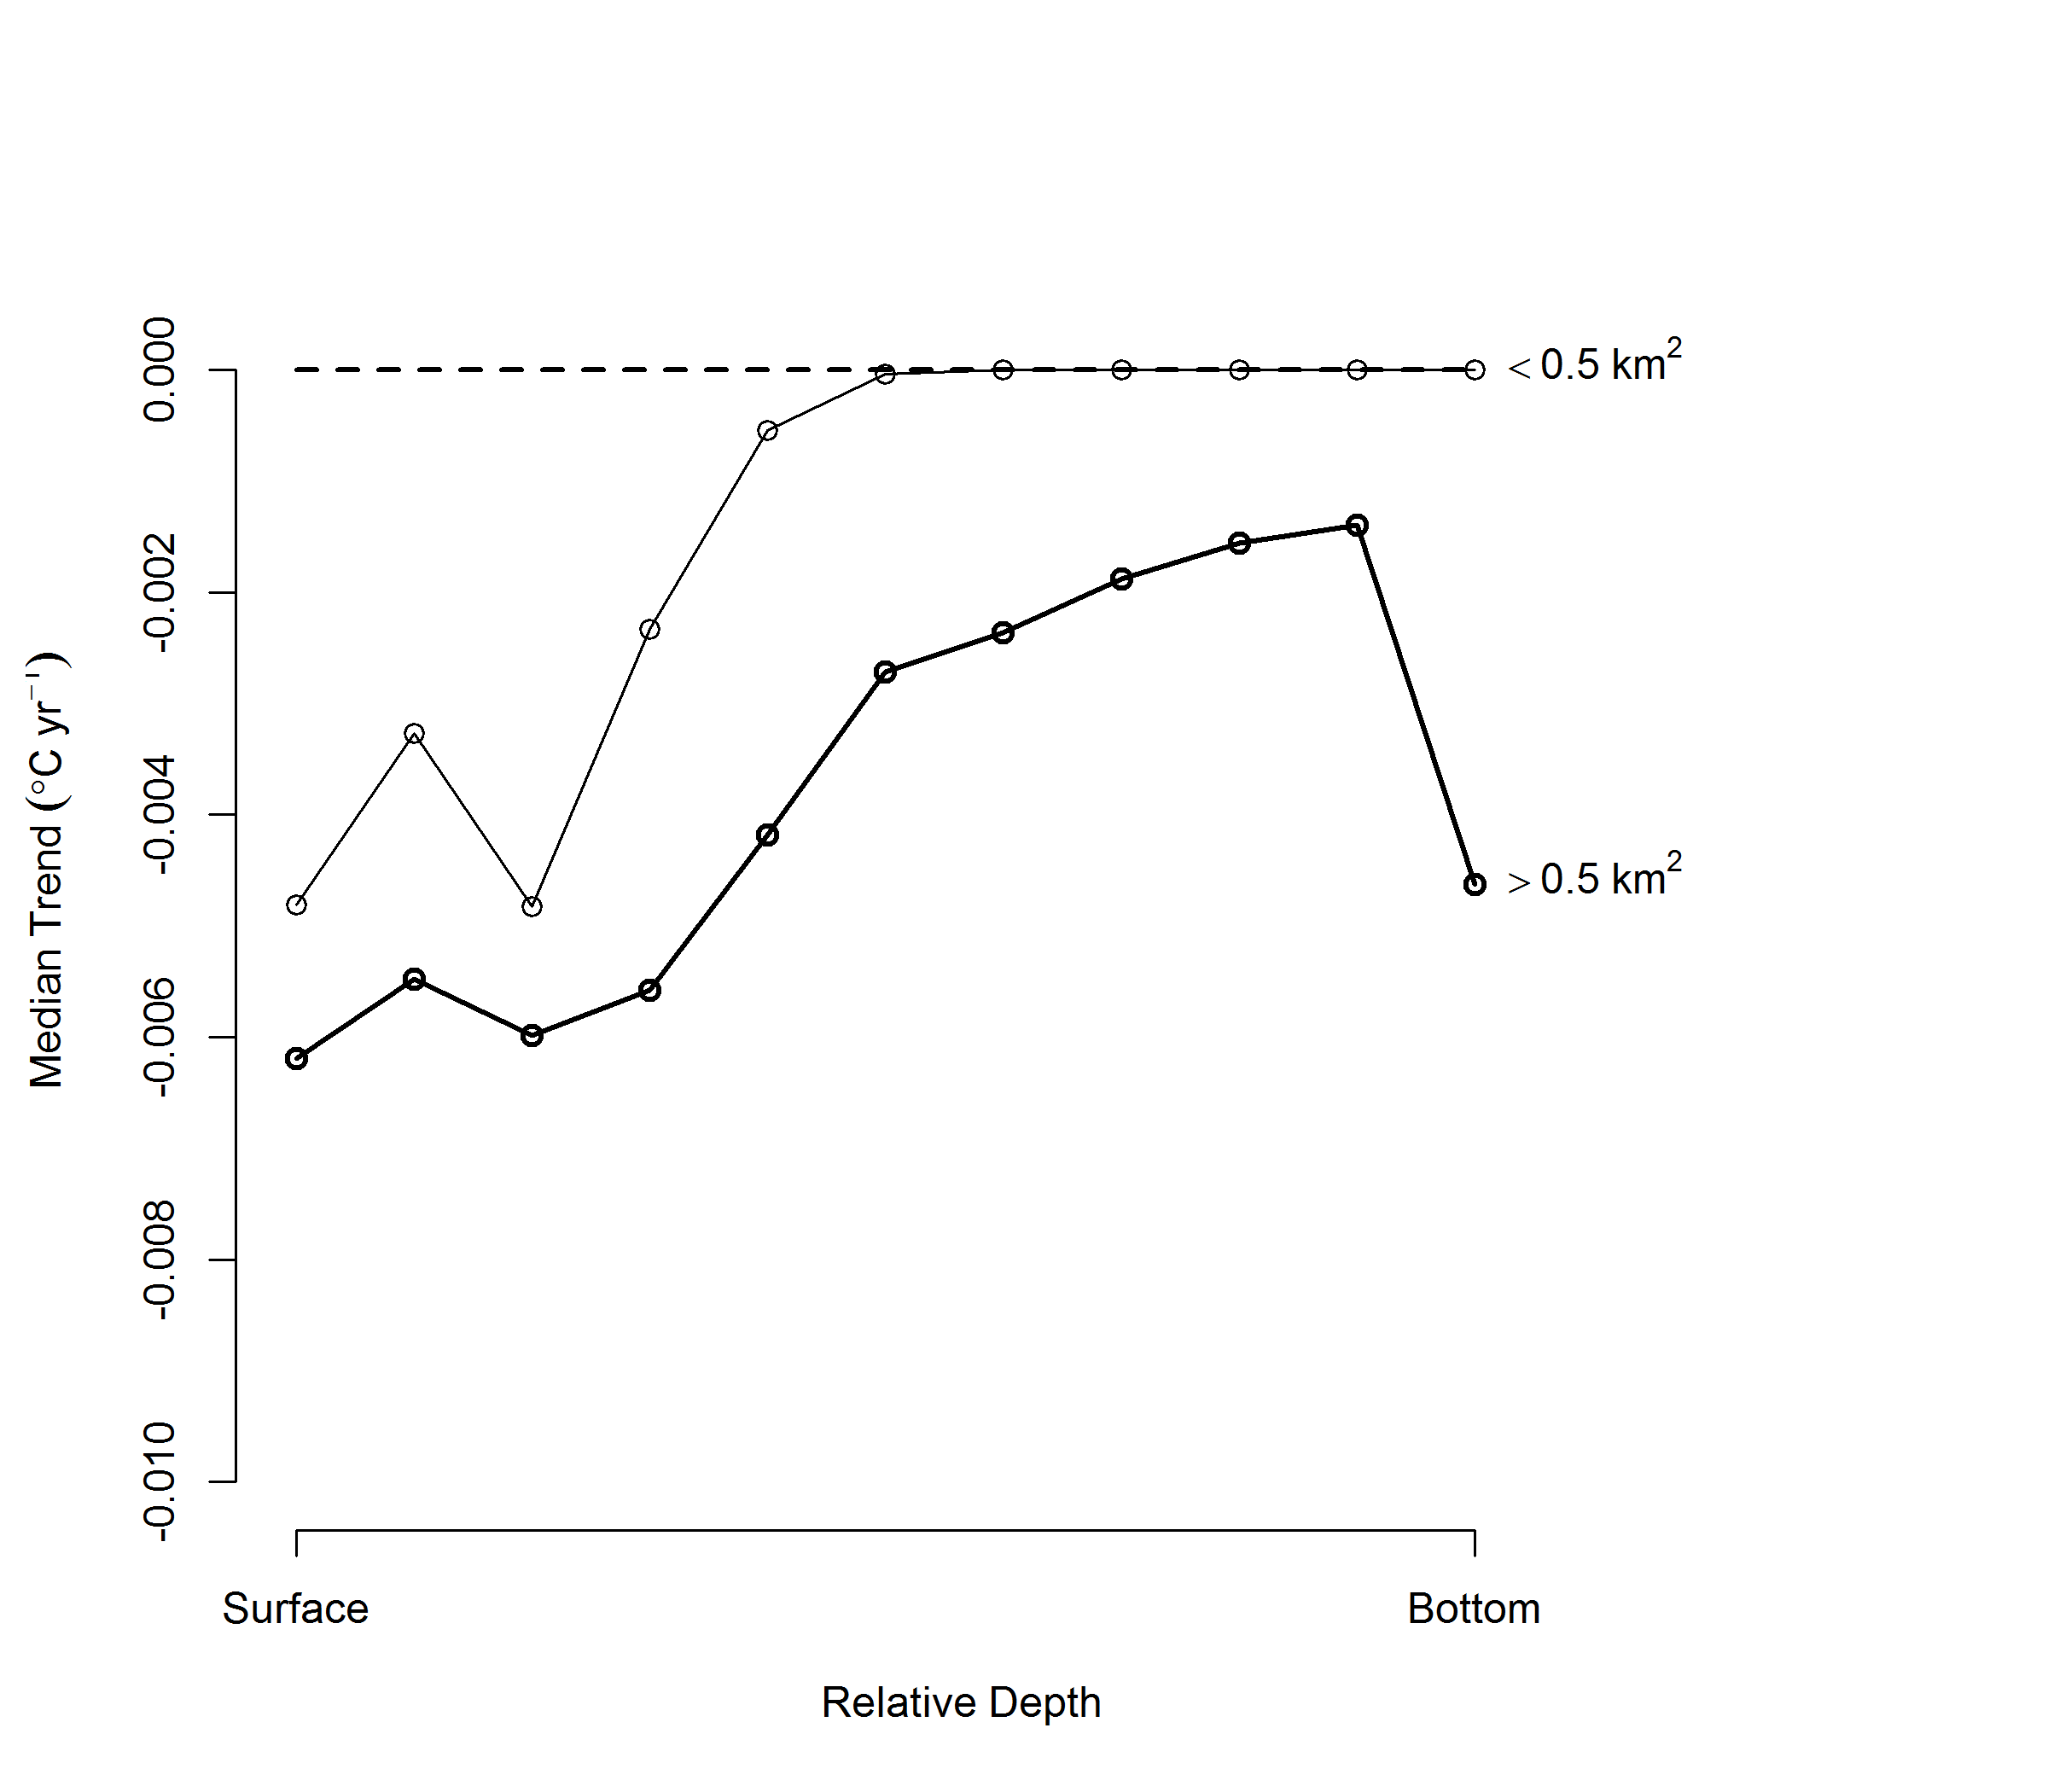 Median Trend (°C yr⁻¹)
0.000
-0.002
-0.004
-0.006
-0.008
-0.010
< 0.5 km²
> 0.5 km²
Surface
Bottom
Relative Depth